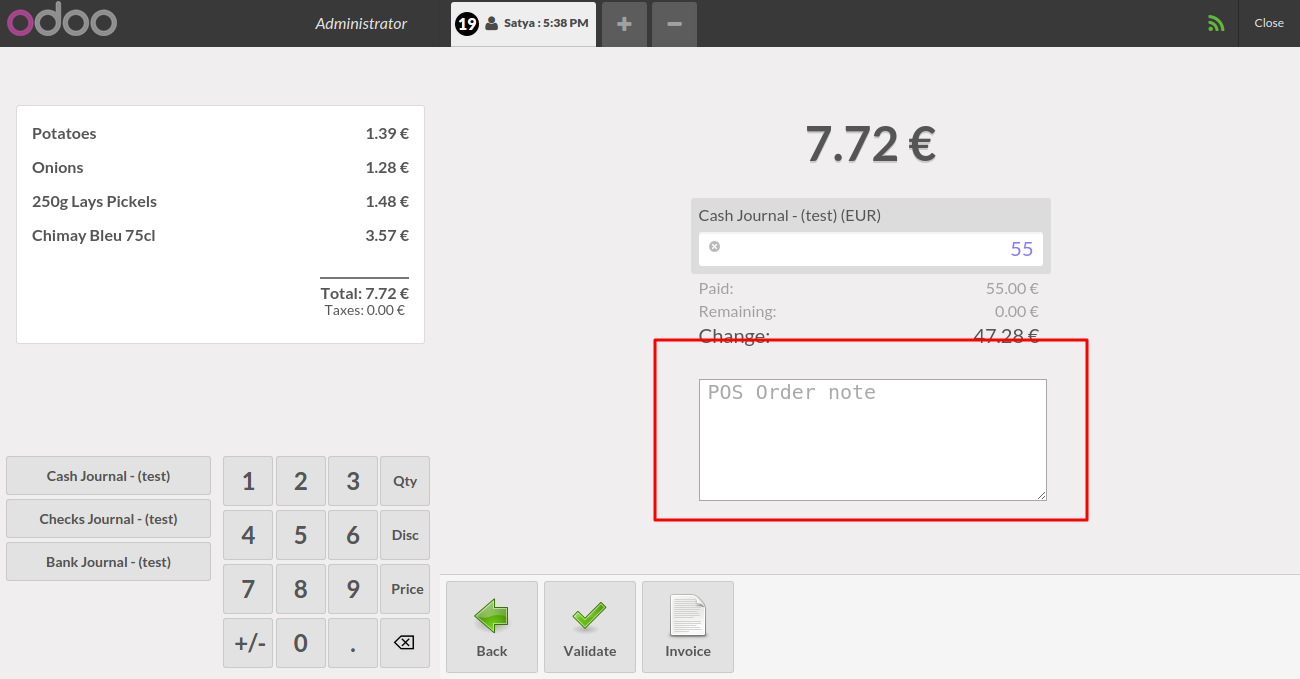 odoo
Administrator
19 Satya : 5:38 PM
+
−
Close
Potatoes 1.39 €
Onions 1.28 €
250g Lays Pickels 1.48 €
Chimay Bleu 75cl 3.57 €
Total: 7.72 €
Taxes: 0.00 €
7.72 €
Cash Journal - (test) (EUR)
55
Paid: 55.00 €
Remaining: 0.00 €
Change: 47.28 €
POS Order note
Cash Journal - (test)
Checks Journal - (test)
Bank Journal - (test)
1 2 3 Qty
4 5 6 Disc
7 8 9 Price
+/- 0 .
Back
Validate
Invoice